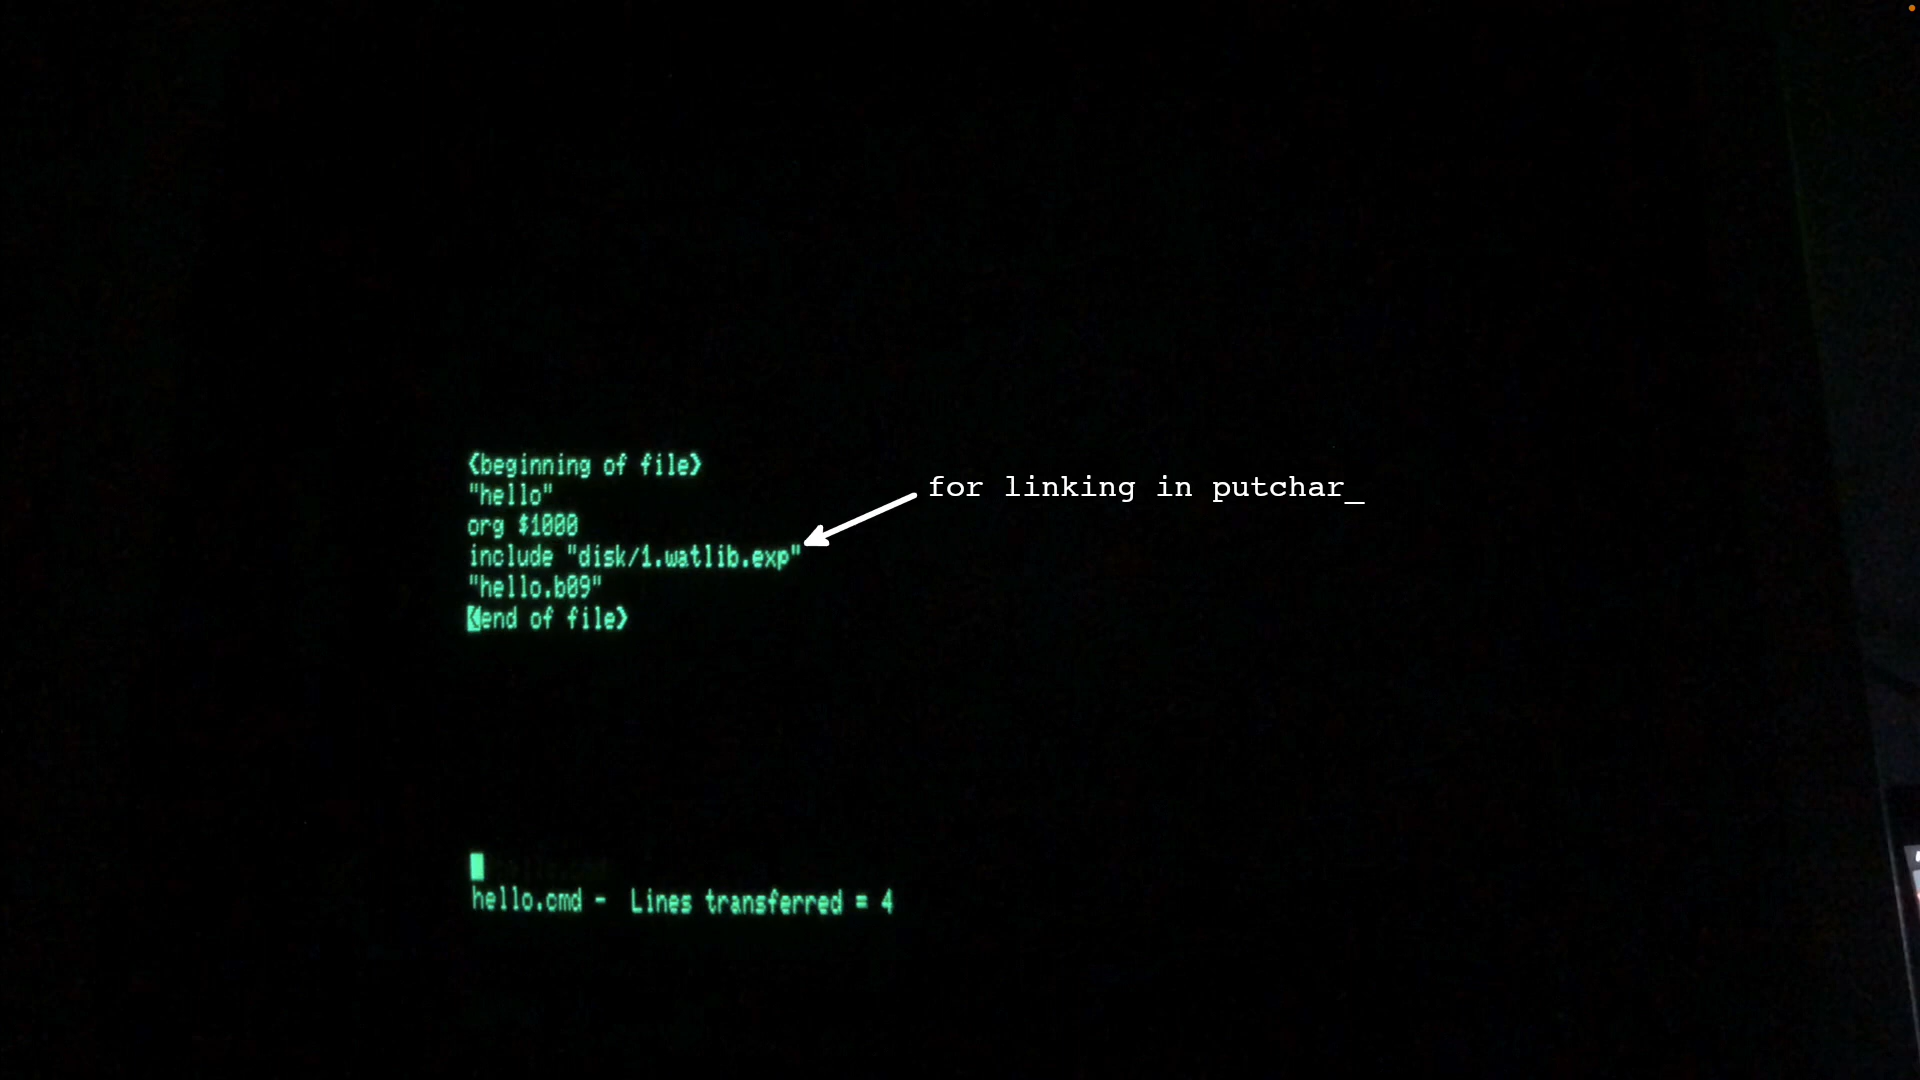 <beginning of file>
"hello"
org $1000
include "disk/1.watlib.exp"
for linking in putchar_
"hello.b09"
<end of file>
hello.cmd - Lines transferred = 4